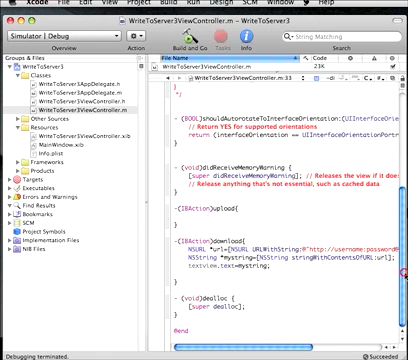 Xcode File Edit View Project Build Run Design SCM Window Help
WriteToServer3ViewController.m – WriteToServer3
Simulator | Debug
String Matching
Overview
Build and Go
Tasks
Info
Search
Groups & Files
File Name
Code
WriteToServer3ViewController.m
23K
WriteToServer3ViewController.m:33
WriteToServer3
Classes
WriteToServer3AppDelegate.h
WriteToServer3AppDelegate.m
WriteToServer3ViewController.h
WriteToServer3ViewController.m
Other Sources
Resources
WriteToServer3ViewController.xib
MainWindow.xib
Info.plist
Frameworks
Products
Targets
Executables
Errors and Warnings
Find Results
Bookmarks
SCM
Project Symbols
Implementation Files
NIB Files
}
*/
- (BOOL)shouldAutorotateToInterfaceOrientation:(UIInterfaceOrie
// Return YES for supported orientations
return (interfaceOrientation == UIInterfaceOrientationPortr
}
- (void)didReceiveMemoryWarning {
[super didReceiveMemoryWarning]; // Releases the view if it does
// Release anything that's not essential, such as cached data
}
-(IBAction)upload{
}
-(IBAction)download{
NSURL *url=[NSURL URLWithString:@"http://username:password@
NSString *mystring=[NSString stringWithContentsOfURL:url];
textview.text=mystring;
}
- (void)dealloc {
[super dealloc];
}
@end
Debugging terminated.
Succeeded